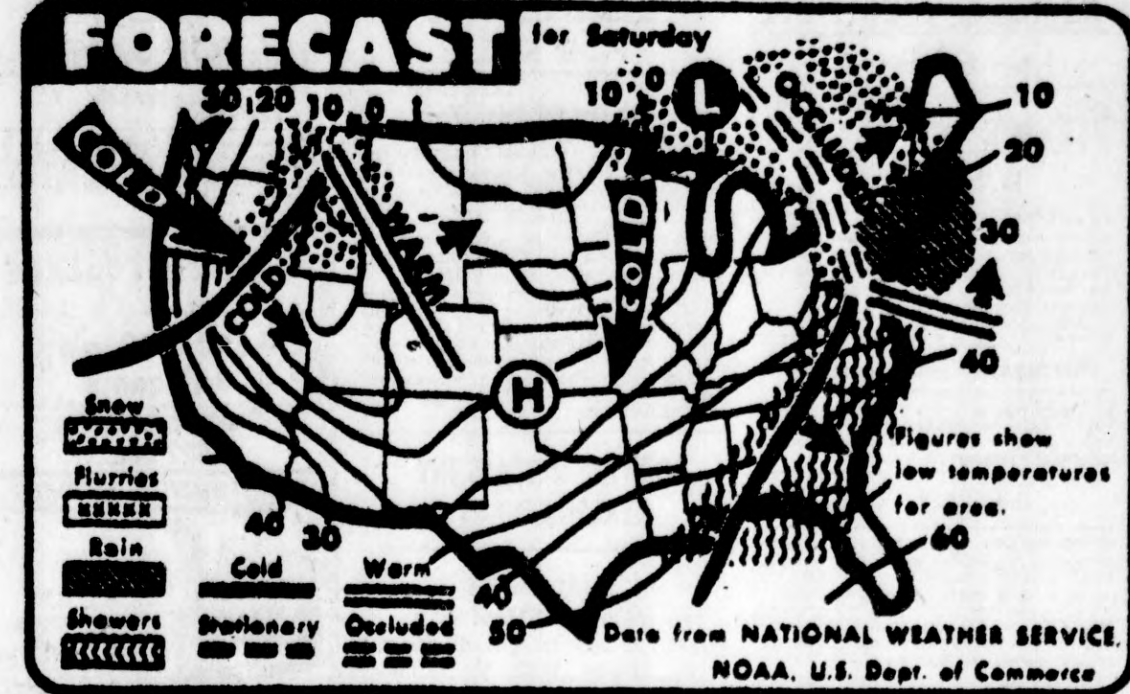 FORECAST for Saturday
30 20 10 0
10 0
L
OCCLUDED
10
20
30
COLD
WARM
COLD
COLD
H
40
Snow
Flurries
Rain
Showers
40 30
Cold Warm
Stationary Occluded
40
50
60
Figures show
low temperatures
for area.
Data from NATIONAL WEATHER SERVICE,
NOAA, U.S. Dept. of Commerce